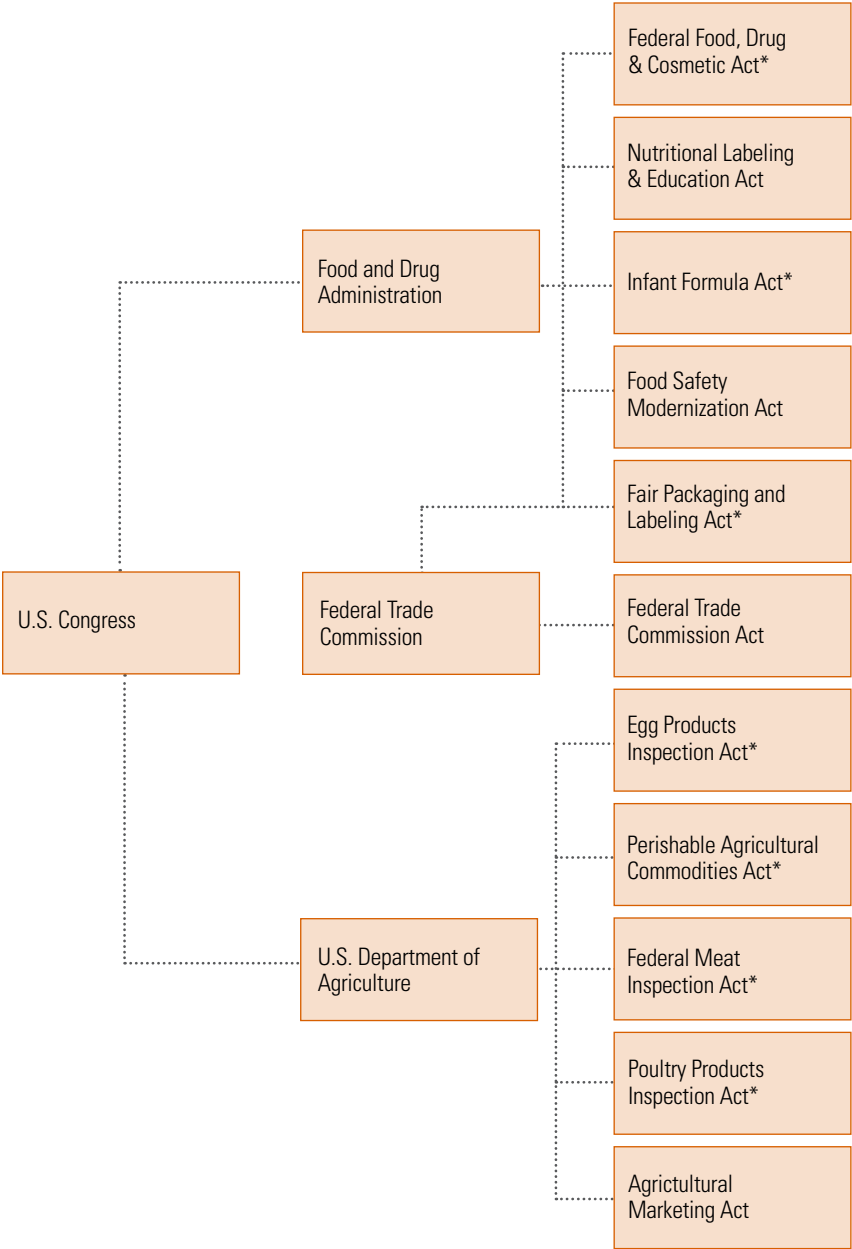 Federal Food, Drug
& Cosmetic Act*
Nutritional Labeling
& Education Act
Food and Drug
Administration
Infant Formula Act*
Food Safety
Modernization Act
Fair Packaging and
Labeling Act*
U.S. Congress
Federal Trade
Commission
Federal Trade
Commission Act
Egg Products
Inspection Act*
Perishable Agricultural
Commodities Act*
U.S. Department of
Agriculture
Federal Meat
Inspection Act*
Poultry Products
Inspection Act*
Agrictultural
Marketing Act